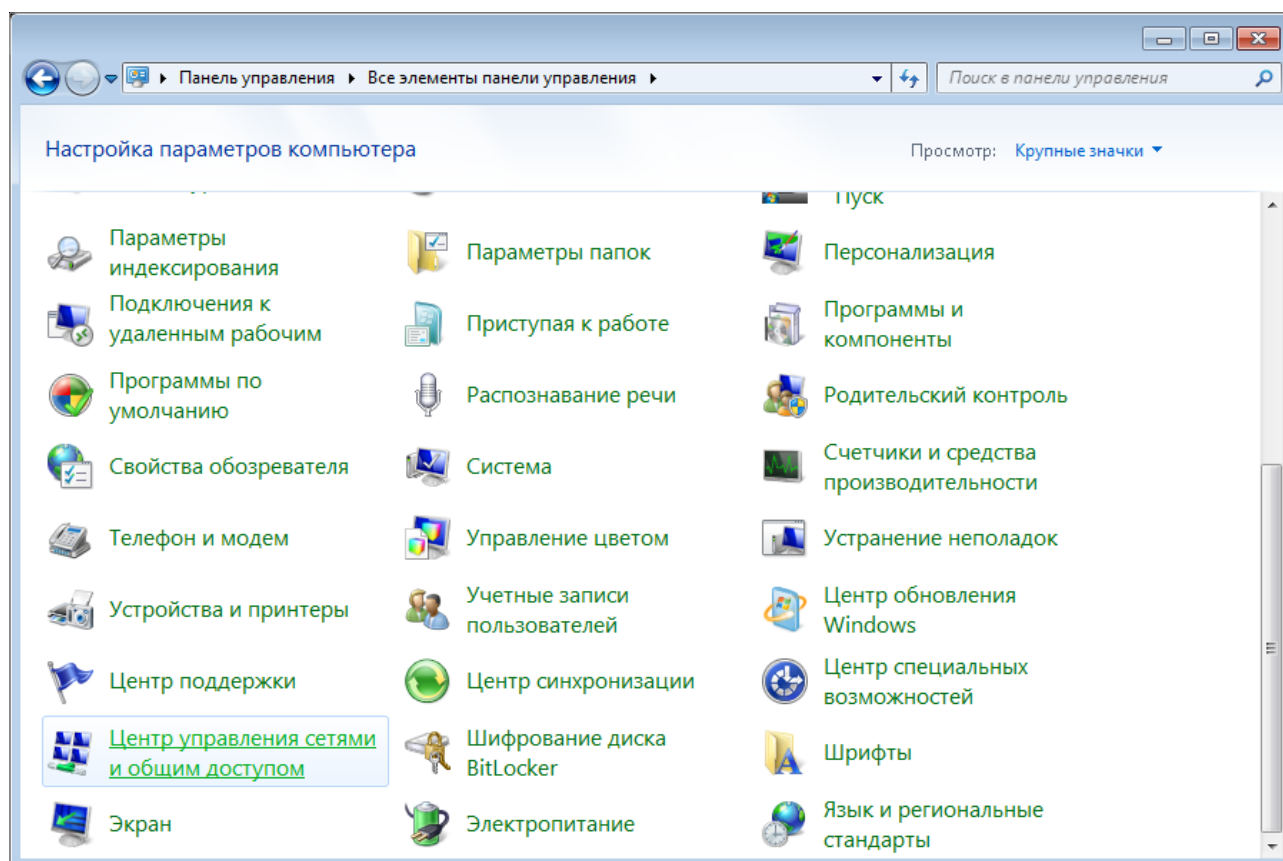 Панель управления
Все элементы панели управления
Поиск в панели управления
Настройка параметров компьютера
Просмотр:
Крупные значки
Пуск
Параметры
индексирования
Параметры папок
Персонализация
Подключения к
удаленным рабочим
Приступая к работе
Программы и
компоненты
Программы по
умолчанию
Распознавание речи
Родительский контроль
Свойства обозревателя
Система
Счетчики и средства
производительности
Телефон и модем
Управление цветом
Устранение неполадок
Устройства и принтеры
Учетные записи
пользователей
Центр обновления
Windows
Центр поддержки
Центр синхронизации
Центр специальных
возможностей
Центр управления сетями
и общим доступом
Шифрование диска
BitLocker
Шрифты
Экран
Электропитание
Язык и региональные
стандарты